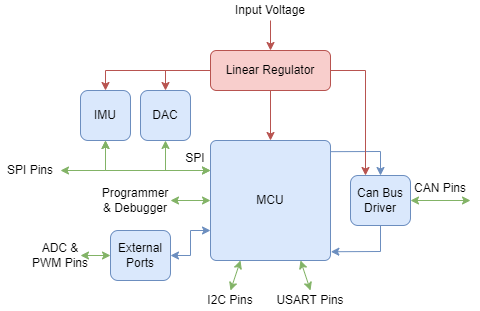 Input Voltage
Linear Regulator
IMU
DAC
SPI
SPI Pins
Programmer
& Debugger
MCU
Can Bus
Driver
CAN Pins
ADC &
PWM Pins
External
Ports
I2C Pins
USART Pins